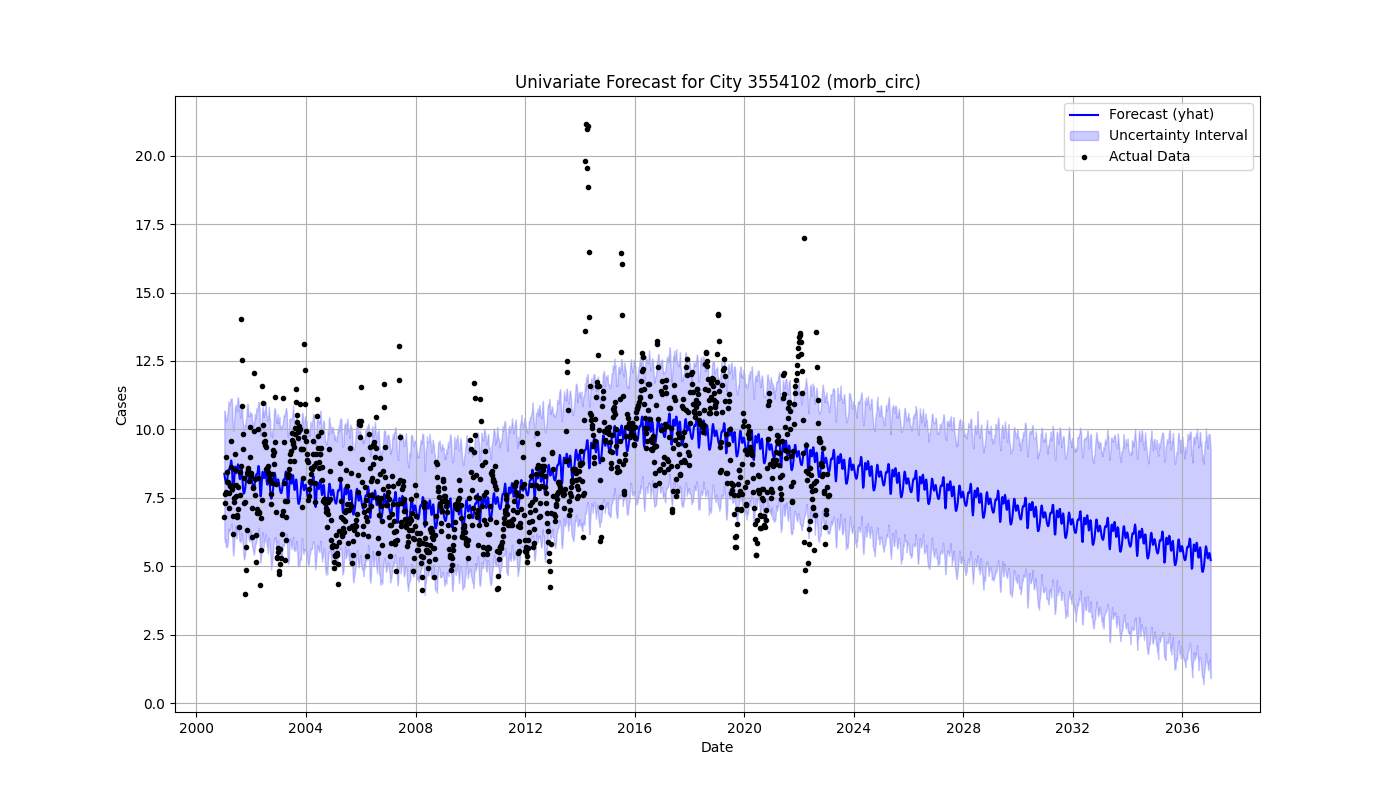 Univariate Forecast for City 3554102 (morb_circ)
Forecast (yhat)
Uncertainty Interval
Actual Data
20.0
17.5
15.0
12.5
10.0
7.5
5.0
2.5
0.0
Cases
2000 2004 2008 2012 2016 2020 2024 2028 2032 2036
Date